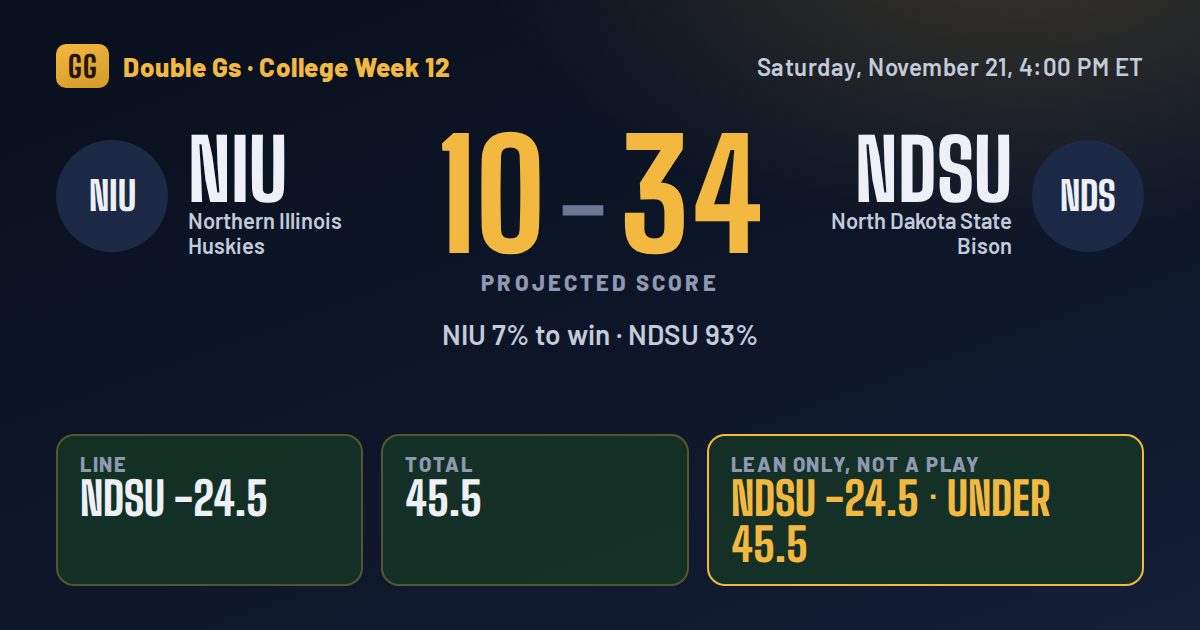 GG
Double Gs · College Week 12
Saturday, November 21, 4:00 PM ET
NIU
NIU
Northern Illinois
Huskies
10 – 34
PROJECTED SCORE
NIU 7% to win · NDSU 93%
NDSU
North Dakota State
Bison
NDS
LINE
NDSU -24.5
TOTAL
45.5
LEAN ONLY, NOT A PLAY
NDSU -24.5 · UNDER
45.5